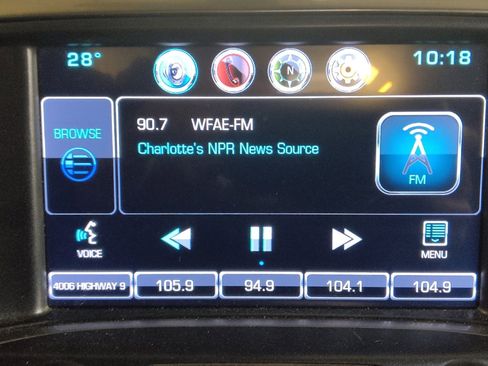 28° N 10:18
BROWSE
90.7 WFAE-FM
Charlotte's NPR News Source
FM
VOICE
MENU
4006 HIGHWAY 9 105.9 94.9 104.1 104.9